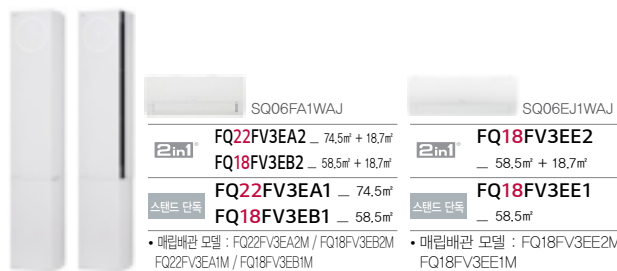 SQ06FA1WAJ
2in1
FQ22FV3EA2 _ 74.5㎡ + 18.7㎡
FQ18FV3EB2 _ 58.5㎡ + 18.7㎡
스탠드 단독
FQ22FV3EA1 _ 74.5㎡
FQ18FV3EB1 _ 58.5㎡
• 매립배관 모델 : FQ22FV3EA2M / FQ18FV3EB2M
FQ22FV3EA1M / FQ18FV3EB1M
SQ06EJ1WAJ
2in1
FQ18FV3EE2
_ 58.5㎡ + 18.7㎡
스탠드 단독
FQ18FV3EE1
_ 58.5㎡
• 매립배관 모델 : FQ18FV3EE2M
FQ18FV3EE1M